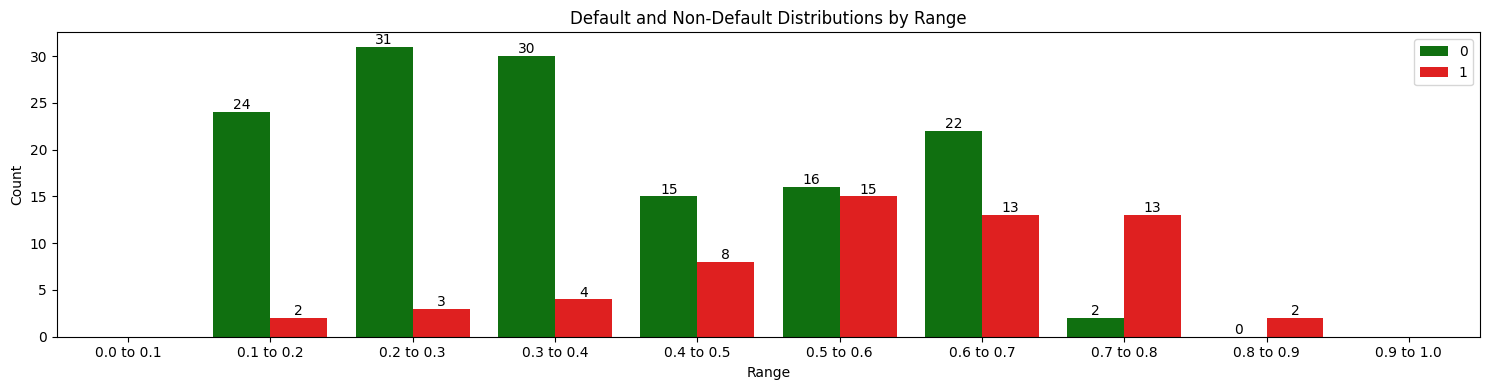 Default and Non-Default Distributions by Range
0
1
Count
30
25
20
15
10
5
0
24
2
31
3
30
4
15
8
16
15
22
13
2
13
0
2
0.0 to 0.1
0.1 to 0.2
0.2 to 0.3
0.3 to 0.4
0.4 to 0.5
0.5 to 0.6
0.6 to 0.7
0.7 to 0.8
0.8 to 0.9
0.9 to 1.0
Range